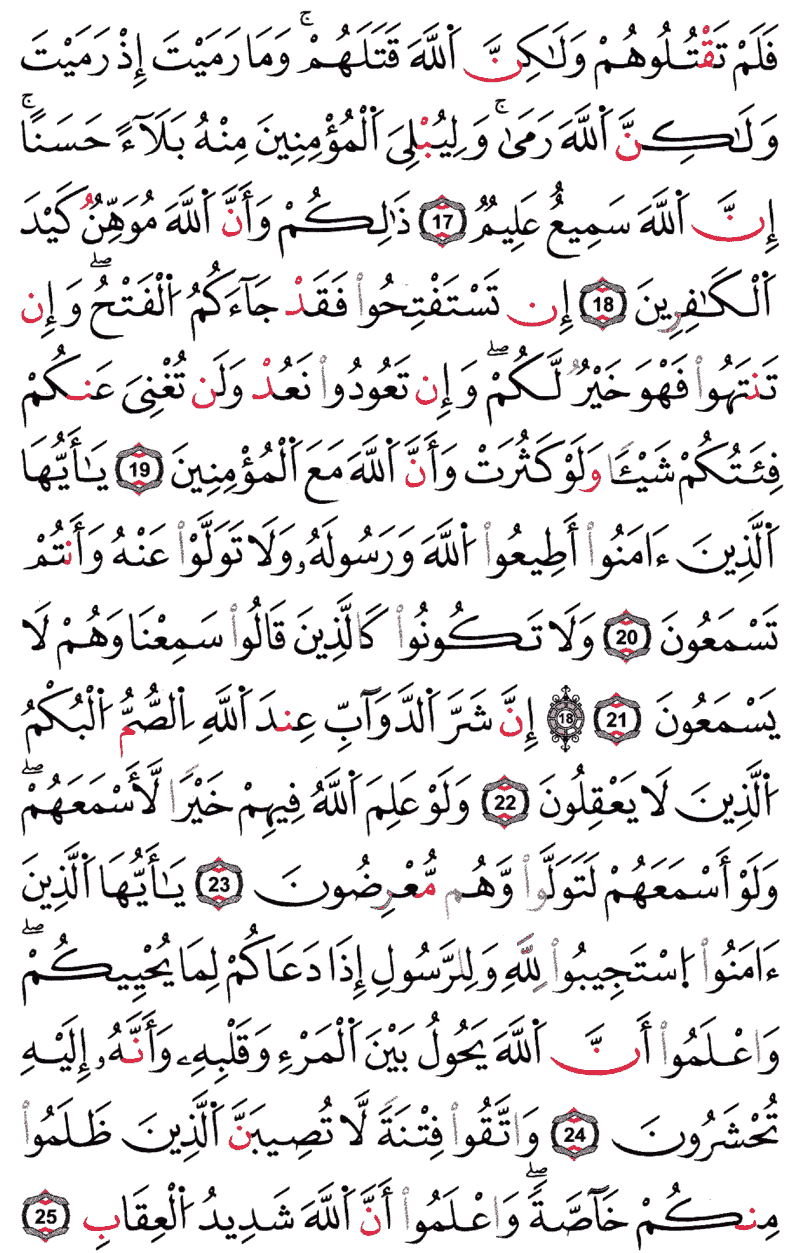 فَلَمْ تَقْتُلُوهُمْ وَلَٰكِنَّ ٱللَّهَ قَتَلَهُمْ ۚ وَمَا رَمَيْتَ إِذْ رَمَيْتَ
وَلَٰكِنَّ ٱللَّهَ رَمَىٰ ۚ وَلِيُبْلِيَ ٱلْمُؤْمِنِينَ مِنْهُ بَلَآءً حَسَنًا ۚ
إِنَّ ٱللَّهَ سَمِيعٌ عَلِيمٌ 17 ذَٰلِكُمْ وَأَنَّ ٱللَّهَ مُوَهِّنٌ كَيْدَ
ٱلْكَٰفِرِينَ 18 إِن تَسْتَفْتِحُوا۟ فَقَدْ جَآءَكُمُ ٱلْفَتْحُ ۖ وَإِن
تَنتَهُوا۟ فَهْوَ خَيْرٌ لَّكُمْ ۖ وَإِن تَعُودُوا۟ نَعُدْ وَلَن تُغْنِيَ عَنكُمْ
فِئَتُكُمْ شَيْـًٔا وَلَوْ كَثُرَتْ وَأَنَّ ٱللَّهَ مَعَ ٱلْمُؤْمِنِينَ 19 يَٰٓأَيُّهَا
ٱلَّذِينَ ءَامَنُوا۟ أَطِيعُوا۟ ٱللَّهَ وَرَسُولَهُۥ وَلَا تَوَلَّوْا۟ عَنْهُ وَأَنتُمْ
تَسْمَعُونَ 20 وَلَا تَكُونُوا۟ كَٱلَّذِينَ قَالُوا۟ سَمِعْنَا وَهُمْ لَا
يَسْمَعُونَ 21 18 إِنَّ شَرَّ ٱلدَّوَآبِّ عِندَ ٱللَّهِ ٱلصُّمُّ ٱلْبُكْمُ
ٱلَّذِينَ لَا يَعْقِلُونَ 22 وَلَوْ عَلِمَ ٱللَّهُ فِيهِمْ خَيْرًا لَّأَسْمَعَهُمْ ۖ
وَلَوْ أَسْمَعَهُمْ لَتَوَلَّوا۟ وَّهُم مُّعْرِضُونَ 23 يَٰٓأَيُّهَا ٱلَّذِينَ
ءَامَنُوا۟ ٱسْتَجِيبُوا۟ لِلَّهِ وَلِلرَّسُولِ إِذَا دَعَاكُمْ لِمَا يُحْيِيكُمْ ۖ
وَٱعْلَمُوا۟ أَنَّ ٱللَّهَ يَحُولُ بَيْنَ ٱلْمَرْءِ وَقَلْبِهِۦ وَأَنَّهُۥ إِلَيْهِ
تُحْشَرُونَ 24 وَٱتَّقُوا۟ فِتْنَةً لَّا تُصِيبَنَّ ٱلَّذِينَ ظَلَمُوا۟
مِنكُمْ خَآصَّةً ۖ وَٱعْلَمُوا۟ أَنَّ ٱللَّهَ شَدِيدُ ٱلْعِقَابِ 25